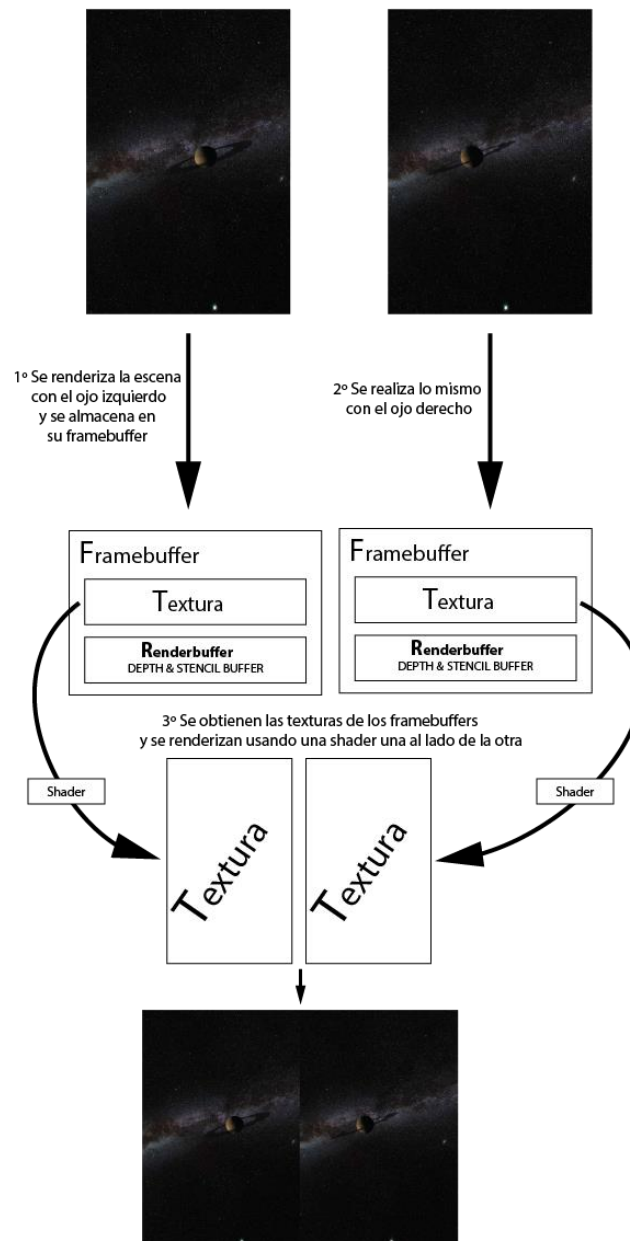 1º Se renderiza la escena
con el ojo izquierdo
y se almacena en
su framebuffer
2º Se realiza lo mismo
con el ojo derecho
Framebuffer
Textura
Renderbuffer
DEPTH & STENCIL BUFFER
Framebuffer
Textura
Renderbuffer
DEPTH & STENCIL BUFFER
3º Se obtienen las texturas de los framebuffers
y se renderizan usando una shader una al lado de la otra
Shader
Shader
Textura
Textura